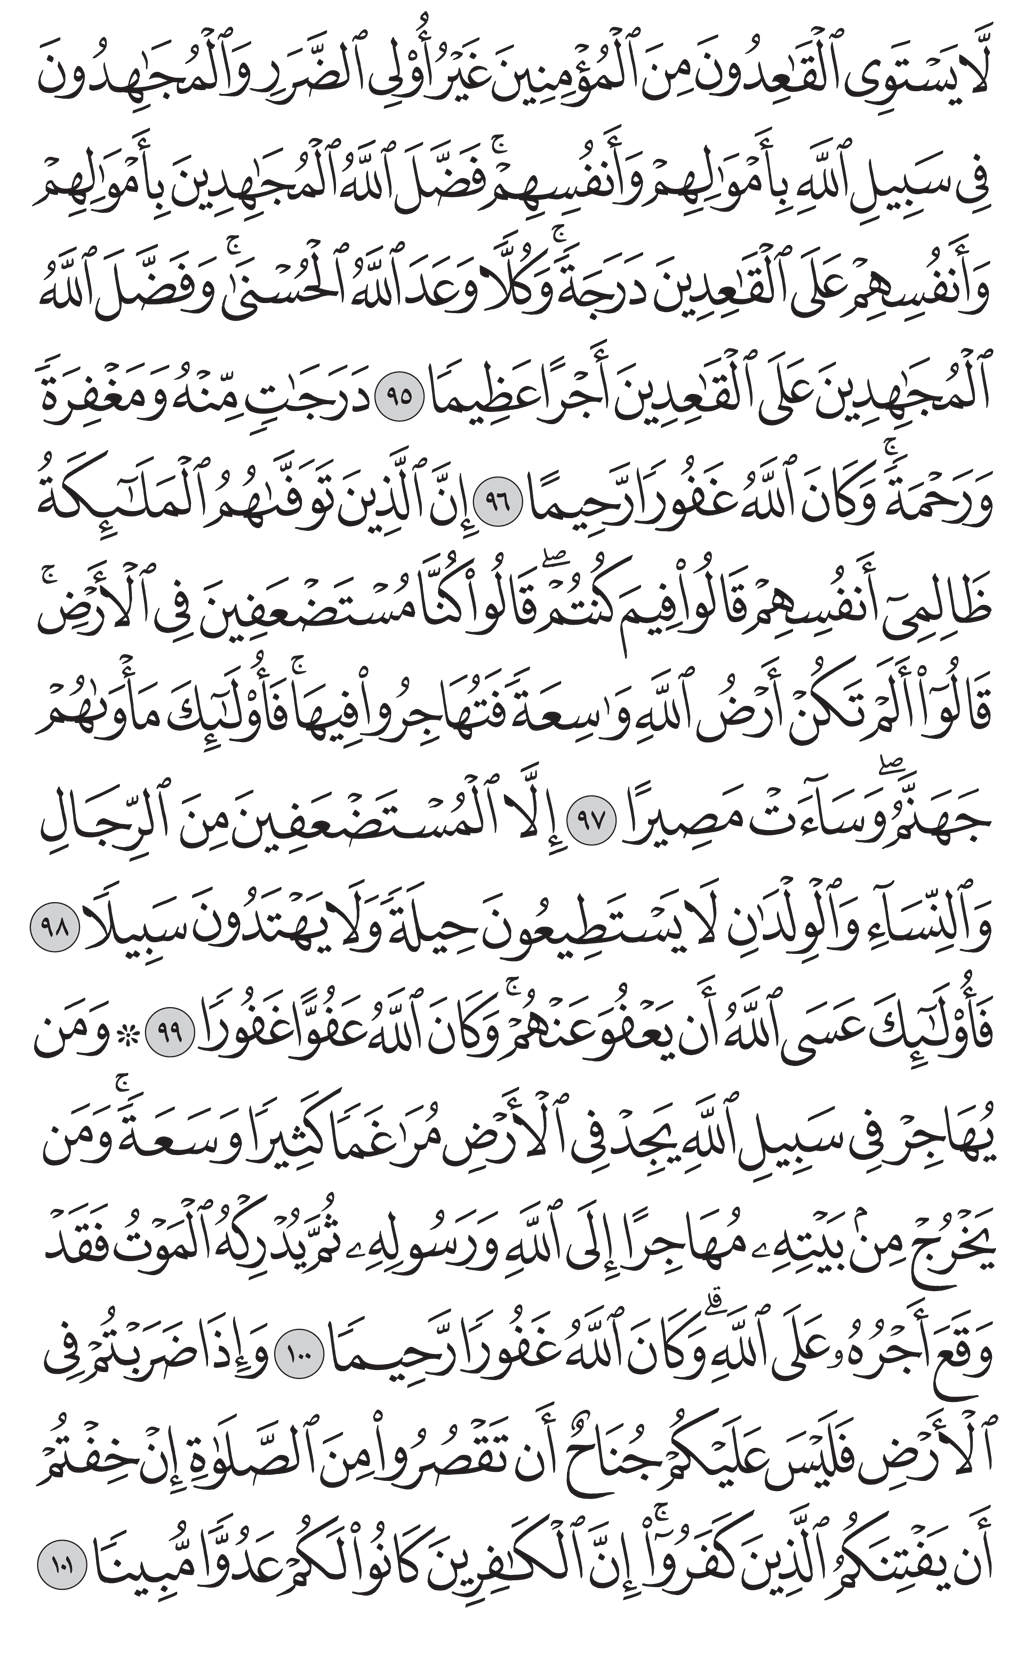 لَّا يَسۡتَوِي ٱلۡقَٰعِدُونَ مِنَ ٱلۡمُؤۡمِنِينَ غَيۡرُ أُوْلِي ٱلضَّرَرِ وَٱلۡمُجَٰهِدُونَ
فِي سَبِيلِ ٱللَّهِ بِأَمۡوَٰلِهِمۡ وَأَنفُسِهِمۡۚ فَضَّلَ ٱللَّهُ ٱلۡمُجَٰهِدِينَ بِأَمۡوَٰلِهِمۡ
وَأَنفُسِهِمۡ عَلَى ٱلۡقَٰعِدِينَ دَرَجَةٗۚ وَكُلّٗا وَعَدَ ٱللَّهُ ٱلۡحُسۡنَىٰۚ وَفَضَّلَ ٱللَّهُ
ٱلۡمُجَٰهِدِينَ عَلَى ٱلۡقَٰعِدِينَ أَجۡرًا عَظِيمٗا ٩٥ دَرَجَٰتٖ مِّنۡهُ وَمَغۡفِرَةٗ
وَرَحۡمَةٗۚ وَكَانَ ٱللَّهُ غَفُورٗا رَّحِيمًا ٩٦ إِنَّ ٱلَّذِينَ تَوَفَّىٰهُمُ ٱلۡمَلَٰٓئِكَةُ
ظَالِمِيٓ أَنفُسِهِمۡ قَالُواْ فِيمَ كُنتُمۡۖ قَالُواْ كُنَّا مُسۡتَضۡعَفِينَ فِي ٱلۡأَرۡضِۚ
قَالُوٓاْ أَلَمۡ تَكُنۡ أَرۡضُ ٱللَّهِ وَٰسِعَةٗ فَتُهَاجِرُواْ فِيهَاۚ فَأُوْلَٰٓئِكَ مَأۡوَىٰهُمۡ
جَهَنَّمُۖ وَسَآءَتۡ مَصِيرًا ٩٧ إِلَّا ٱلۡمُسۡتَضۡعَفِينَ مِنَ ٱلرِّجَالِ
وَٱلنِّسَآءِ وَٱلۡوِلۡدَٰنِ لَا يَسۡتَطِيعُونَ حِيلَةٗ وَلَا يَهۡتَدُونَ سَبِيلٗا ٩٨
فَأُوْلَٰٓئِكَ عَسَى ٱللَّهُ أَن يَعۡفُوَ عَنۡهُمۡۚ وَكَانَ ٱللَّهُ عَفُوًّا غَفُورٗا ٩٩ ۞ وَمَن
يُهَاجِرۡ فِي سَبِيلِ ٱللَّهِ يَجِدۡ فِي ٱلۡأَرۡضِ مُرَٰغَمٗا كَثِيرٗا وَسَعَةٗۚ وَمَن
يَخۡرُجۡ مِنۢ بَيۡتِهِۦ مُهَاجِرًا إِلَى ٱللَّهِ وَرَسُولِهِۦ ثُمَّ يُدۡرِكۡهُ ٱلۡمَوۡتُ فَقَدۡ
وَقَعَ أَجۡرُهُۥ عَلَى ٱللَّهِۗ وَكَانَ ٱللَّهُ غَفُورٗا رَّحِيمٗا ١٠٠ وَإِذَا ضَرَبۡتُمۡ فِي
ٱلۡأَرۡضِ فَلَيۡسَ عَلَيۡكُمۡ جُنَاحٌ أَن تَقۡصُرُواْ مِنَ ٱلصَّلَوٰةِ إِنۡ خِفۡتُمۡ
أَن يَفۡتِنَكُمُ ٱلَّذِينَ كَفَرُوٓاْۚ إِنَّ ٱلۡكَٰفِرِينَ كَانُواْ لَكُمۡ عَدُوّٗا مُّبِينٗا ١٠١